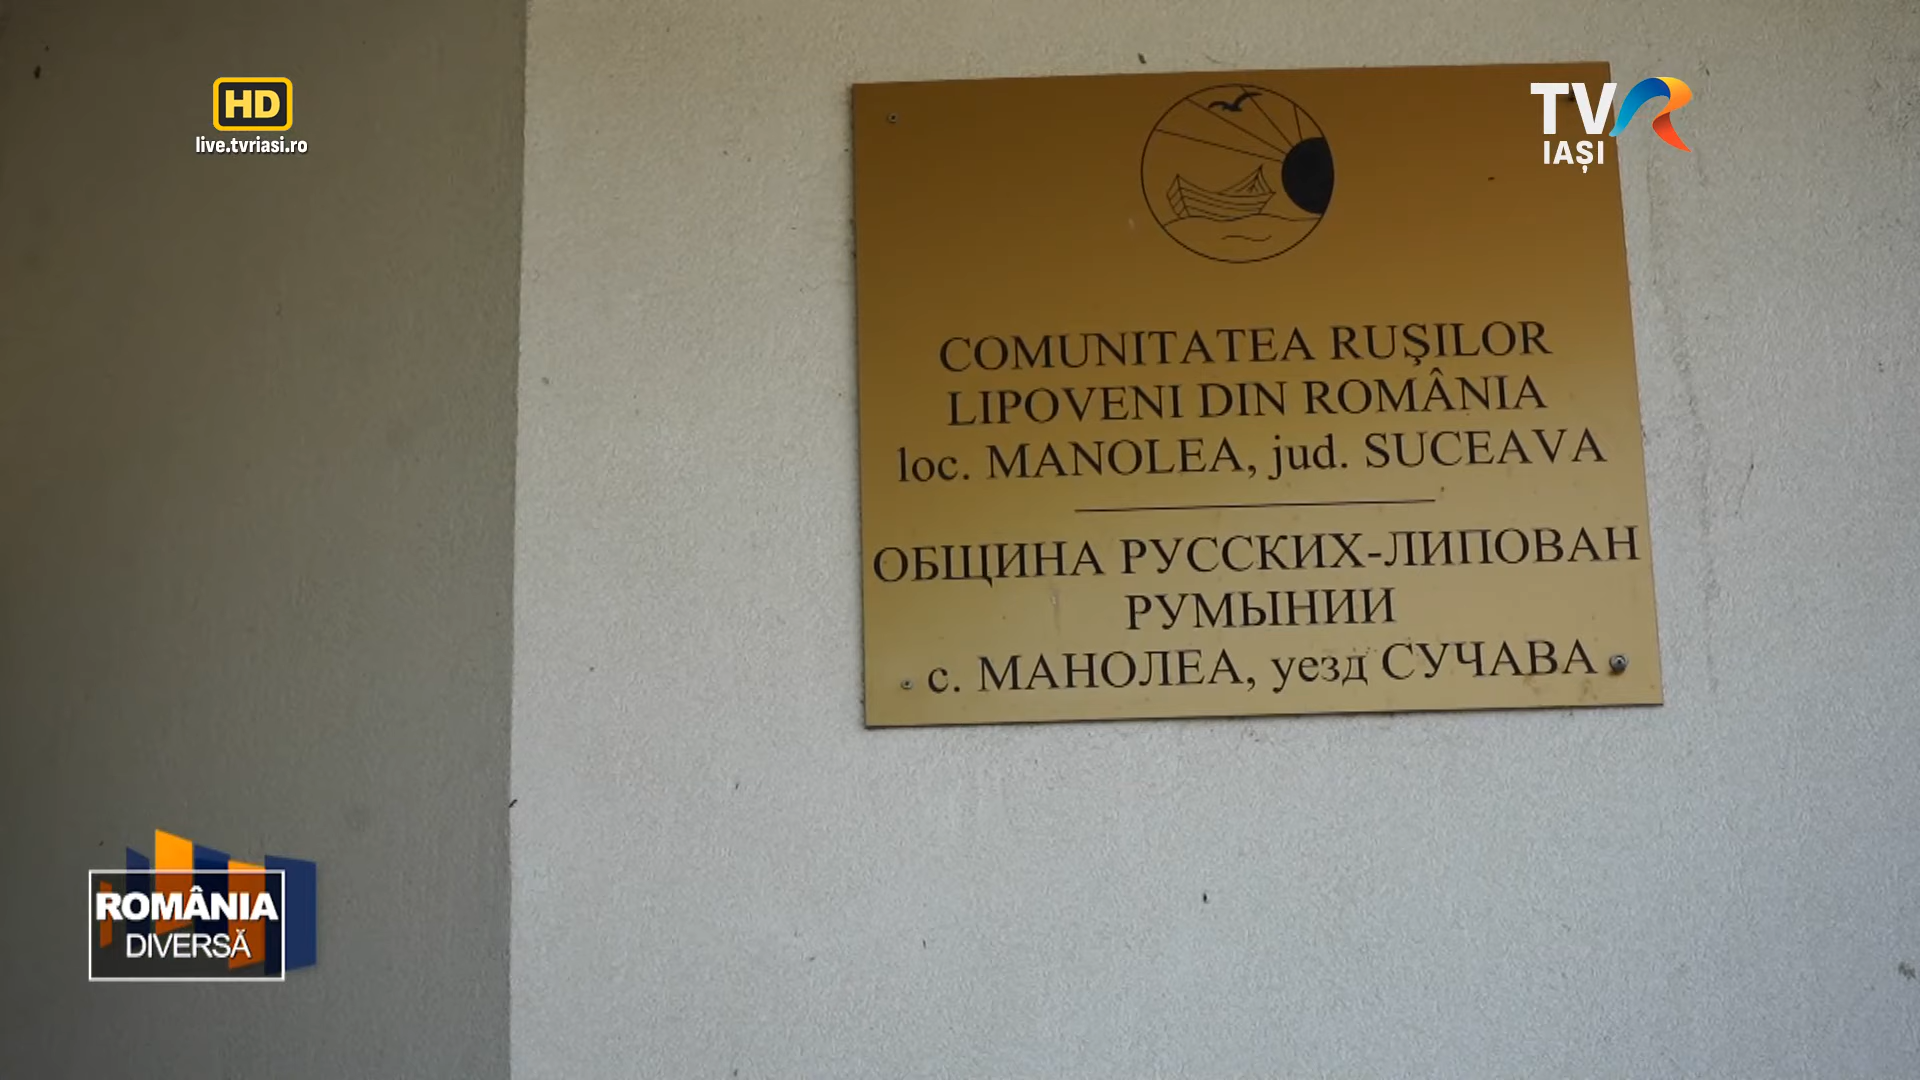 HD
live.tvriasi.ro
TVR
IAȘI
COMUNITATEA RUŞILOR
LIPOVENI DIN ROMÂNIA
loc. MANOLEA, jud. SUCEAVA
ОБЩИНА РУССКИХ-ЛИПОВАН
РУМЫНИИ
с. МАНОЛЕА, уезд СУЧАВА
ROMÂNIA
DIVERSĂ